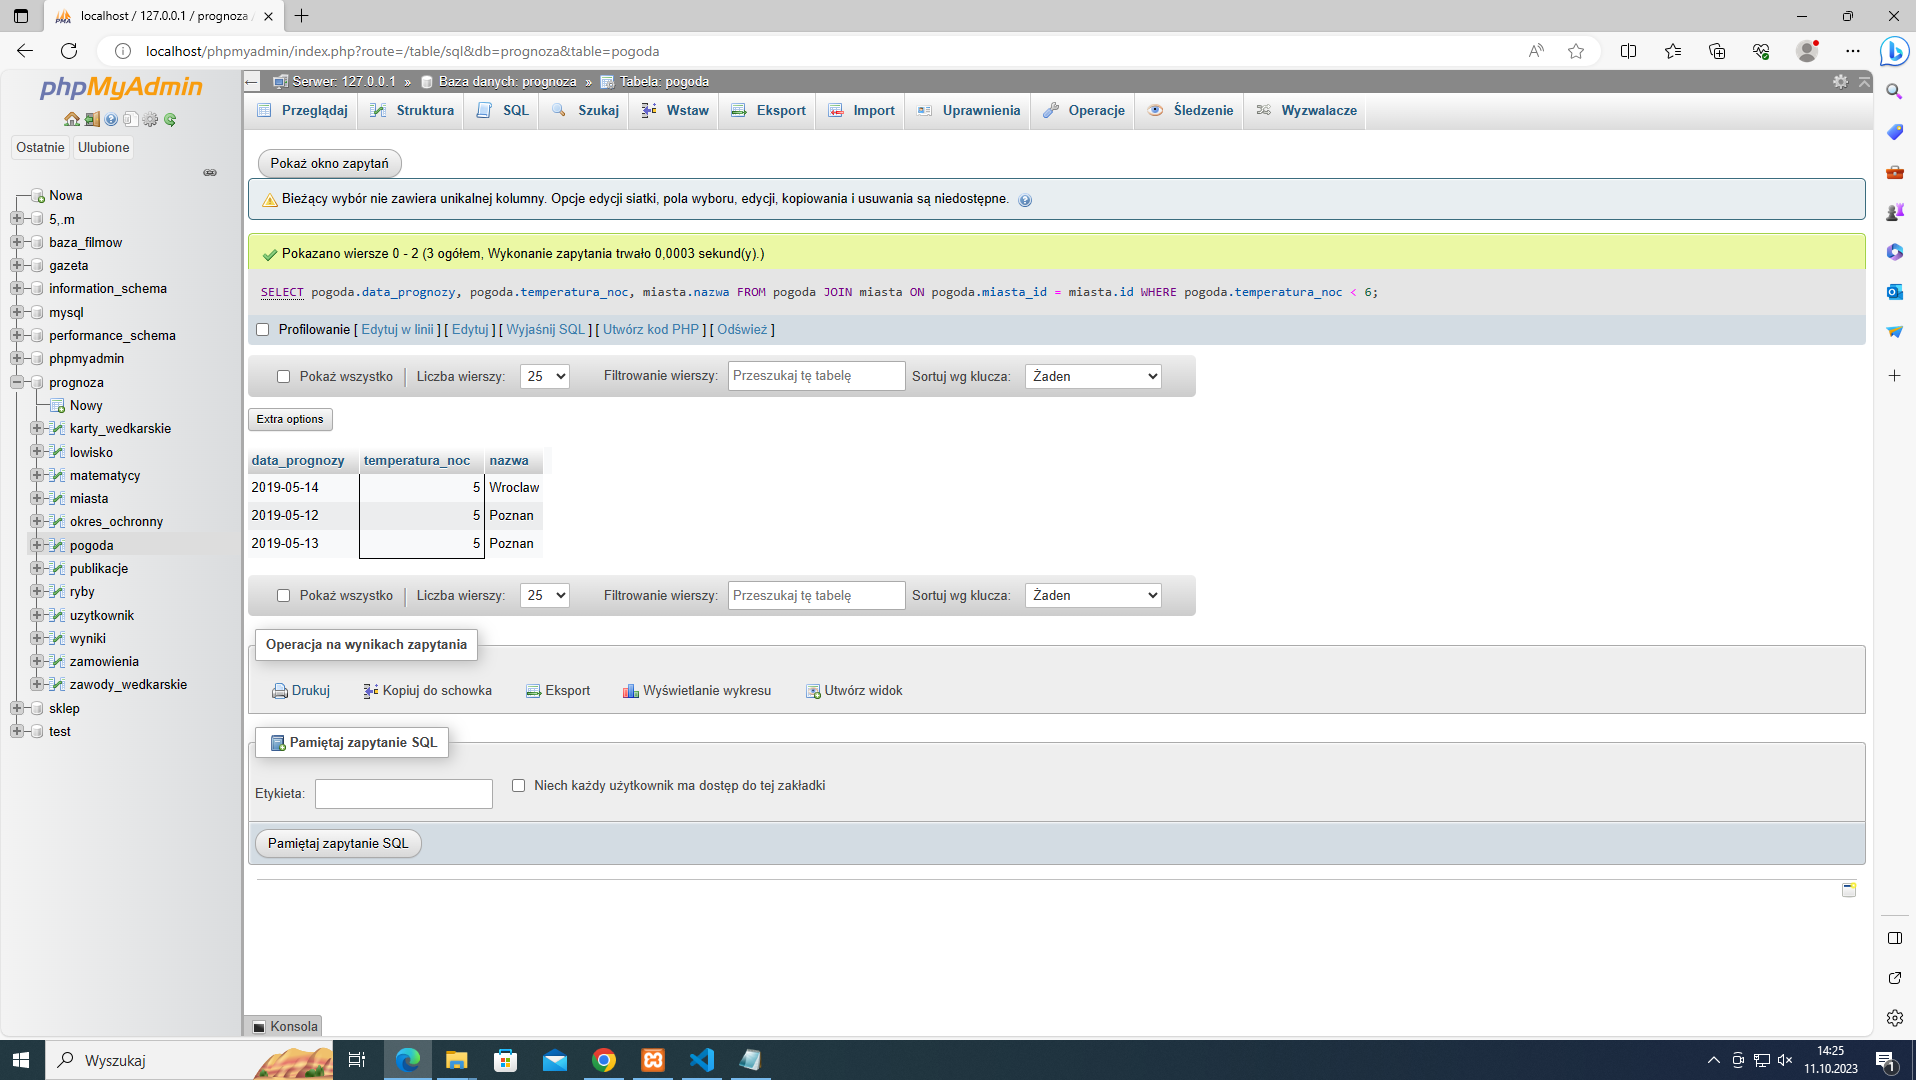 localhost / 127.0.0.1 / prognoza
localhost/phpmyadmin/index.php?route=/table/sql&db=prognoza&table=pogoda
phpMyAdmin
Ostatnie Ulubione
Nowa
5,.m
baza_filmow
gazeta
information_schema
mysql
performance_schema
phpmyadmin
prognoza
Nowy
karty_wedkarskie
lowisko
matematycy
miasta
okres_ochronny
pogoda
publikacje
ryby
uzytkownik
wyniki
zamowienia
zawody_wedkarskie
sklep
test
Serwer: 127.0.0.1 » Baza danych: prognoza » Tabela: pogoda
Przeglądaj Struktura SQL Szukaj Wstaw Eksport Import Uprawnienia Operacje Śledzenie Wyzwalacze
Pokaż okno zapytań
Bieżący wybór nie zawiera unikalnej kolumny. Opcje edycji siatki, pola wyboru, edycji, kopiowania i usuwania są niedostępne.
Pokazano wiersze 0 - 2 (3 ogółem, Wykonanie zapytania trwało 0,0003 sekund(y).)
SELECT pogoda.data_prognozy, pogoda.temperatura_noc, miasta.nazwa FROM pogoda JOIN miasta ON pogoda.miasta_id = miasta.id WHERE pogoda.temperatura_noc < 6;
Profilowanie [ Edytuj w linii ] [ Edytuj ] [ Wyjaśnij SQL ] [ Utwórz kod PHP ] [ Odśwież ]
Pokaż wszystko Liczba wierszy: 25 Filtrowanie wierszy: Przeszukaj tę tabelę Sortuj wg klucza: Żaden
Extra options
data_prognozy temperatura_noc nazwa
2019-05-14 5 Wroclaw
2019-05-12 5 Poznan
2019-05-13 5 Poznan
Pokaż wszystko Liczba wierszy: 25 Filtrowanie wierszy: Przeszukaj tę tabelę Sortuj wg klucza: Żaden
Operacja na wynikach zapytania
Drukuj Kopiuj do schowka Eksport Wyświetlanie wykresu Utwórz widok
Pamiętaj zapytanie SQL
Etykieta: Niech każdy użytkownik ma dostęp do tej zakładki
Pamiętaj zapytanie SQL
Konsola
Wyszukaj
14:25
11.10.2023
1